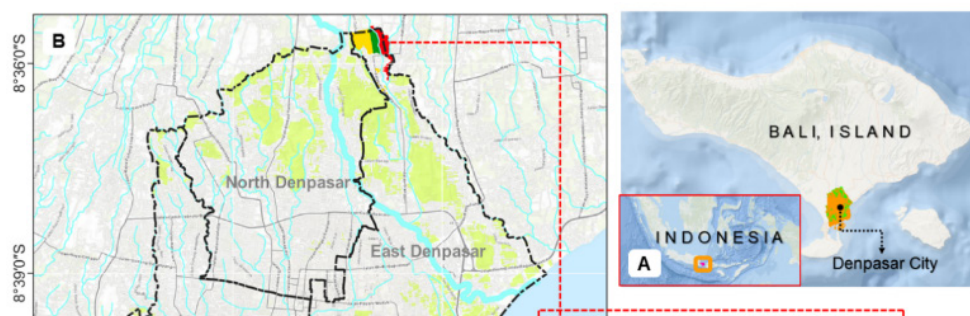 B
8°36'0"S
North Denpasar
East Denpasar
8°39'0"S
BALI, ISLAND
INDONESIA
A
Denpasar City